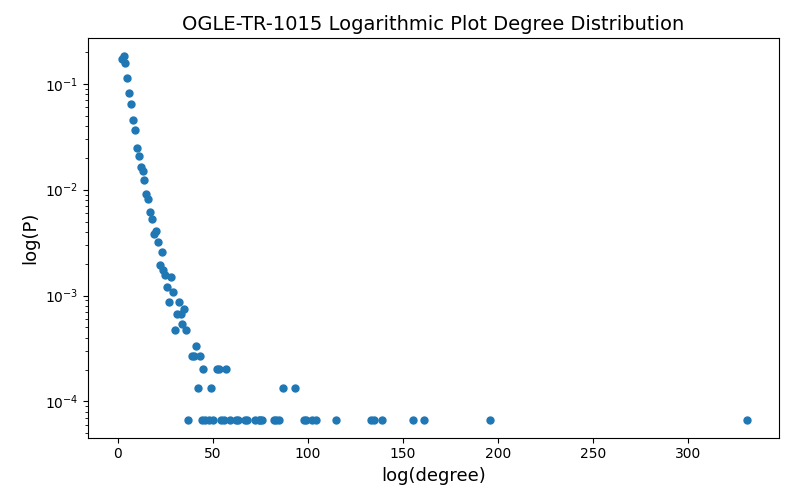 OGLE-TR-1015 Logarithmic Plot Degree Distribution
log(P)
10⁻¹
10⁻²
10⁻³
10⁻⁴
0 50 100 150 200 250 300
log(degree)